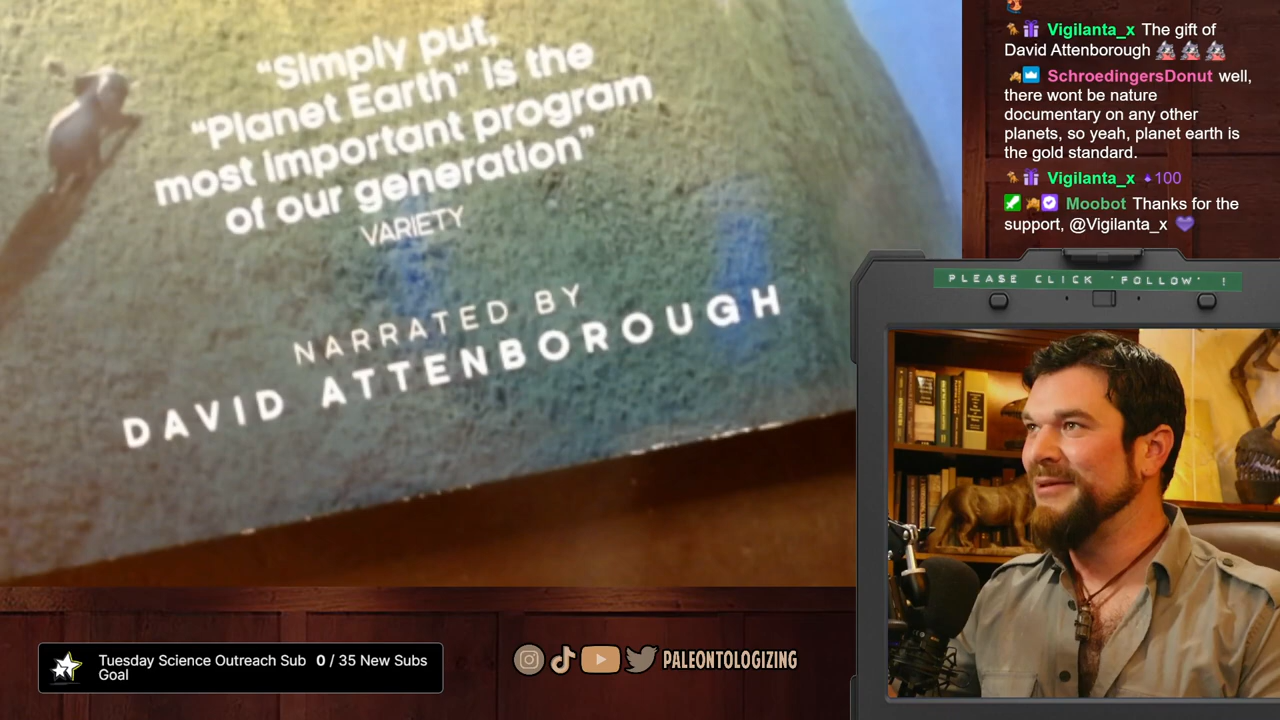 “Simply put,
“Planet Earth” is the
most important program
of our generation”
VARIETY
NARRATED BY
DAVID ATTENBOROUGH
Vigilanta_x The gift of
David Attenborough
SchroedingersDonut well,
there wont be nature
documentary on any other
planets, so yeah, planet earth is
the gold standard.
Vigilanta_x 100
Moobot Thanks for the
support, @Vigilanta_x 💜
PLEASE CLICK 'FOLLOW' !
Tuesday Science Outreach Sub 0 / 35 New Subs
Goal
PALEONTOLOGIZING